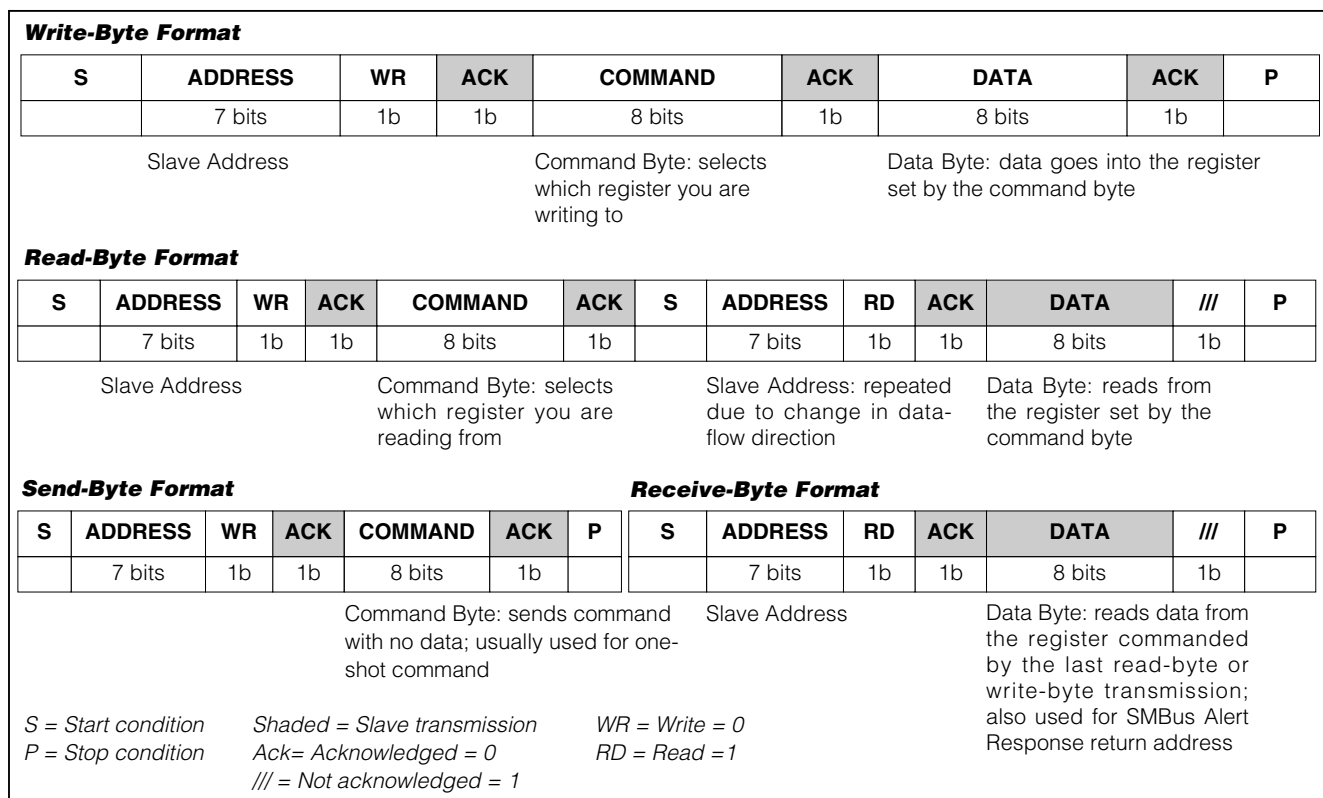 Write-Byte Format
S ADDRESS WR ACK COMMAND ACK DATA ACK P
7 bits 1b 1b 8 bits 1b 8 bits 1b
Slave Address
Command Byte: selects
which register you are
writing to
Data Byte: data goes into the register
set by the command byte
Read-Byte Format
S ADDRESS WR ACK COMMAND ACK S ADDRESS RD ACK DATA /// P
7 bits 1b 1b 8 bits 1b 7 bits 1b 1b 8 bits 1b
Slave Address
Command Byte: selects
which register you are
reading from
Slave Address: repeated
due to change in data-
flow direction
Data Byte: reads from
the register set by the
command byte
Send-Byte Format
S ADDRESS WR ACK COMMAND ACK P
7 bits 1b 1b 8 bits 1b
Command Byte: sends command
with no data; usually used for one-
shot command
Receive-Byte Format
S ADDRESS RD ACK DATA /// P
7 bits 1b 1b 8 bits 1b
Slave Address
Data Byte: reads data from
the register commanded
by the last read-byte or
write-byte transmission;
also used for SMBus Alert
Response return address
S = Start condition
P = Stop condition
Shaded = Slave transmission
Ack= Acknowledged = 0
/// = Not acknowledged = 1
WR = Write = 0
RD = Read =1